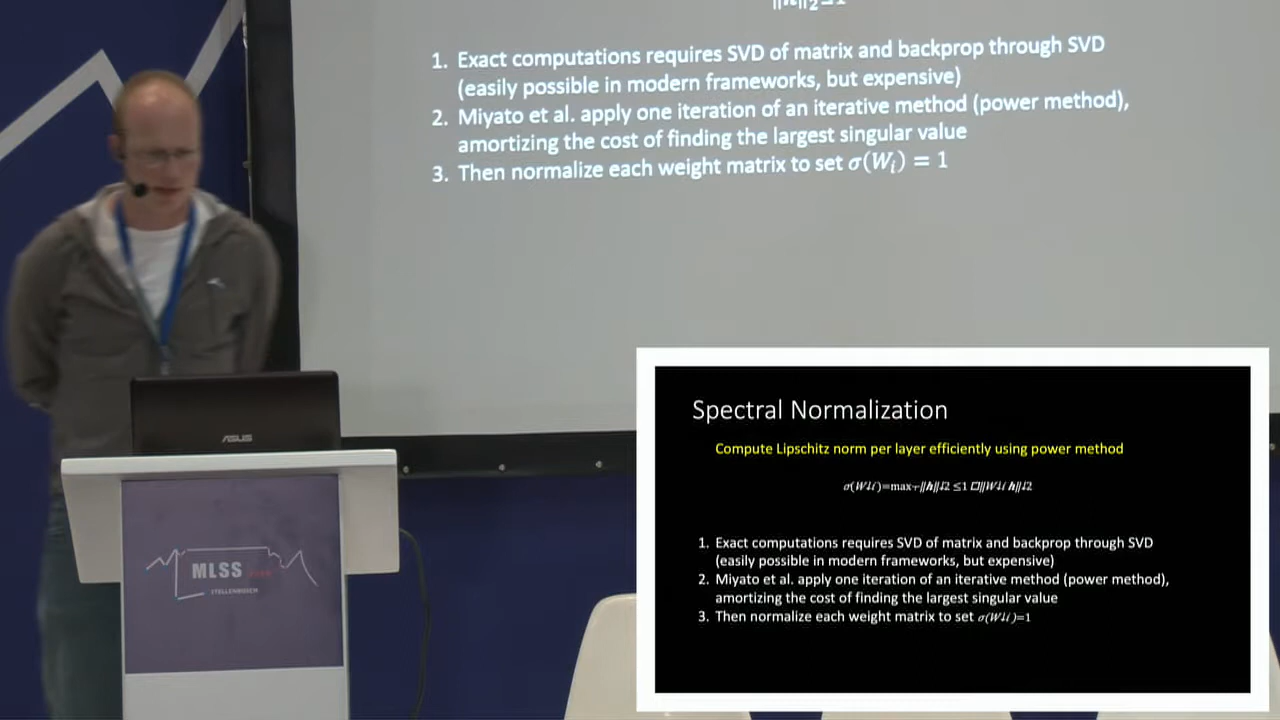 1. Exact computations requires SVD of matrix and backprop through SVD
(easily possible in modern frameworks, but expensive)
2. Miyato et al. apply one iteration of an iterative method (power method),
amortizing the cost of finding the largest singular value
3. Then normalize each weight matrix to set σ(Wᵢ) = 1
ASUS
MLSS
STELLENBOSCH
Spectral Normalization
Compute Lipschitz norm per layer efficiently using power method
σ(W↓i)=max┬‖h‖↓2 ≤1 □‖W↓i h‖↓2
1. Exact computations requires SVD of matrix and backprop through SVD
(easily possible in modern frameworks, but expensive)
2. Miyato et al. apply one iteration of an iterative method (power method),
amortizing the cost of finding the largest singular value
3. Then normalize each weight matrix to set σ(W↓i)=1